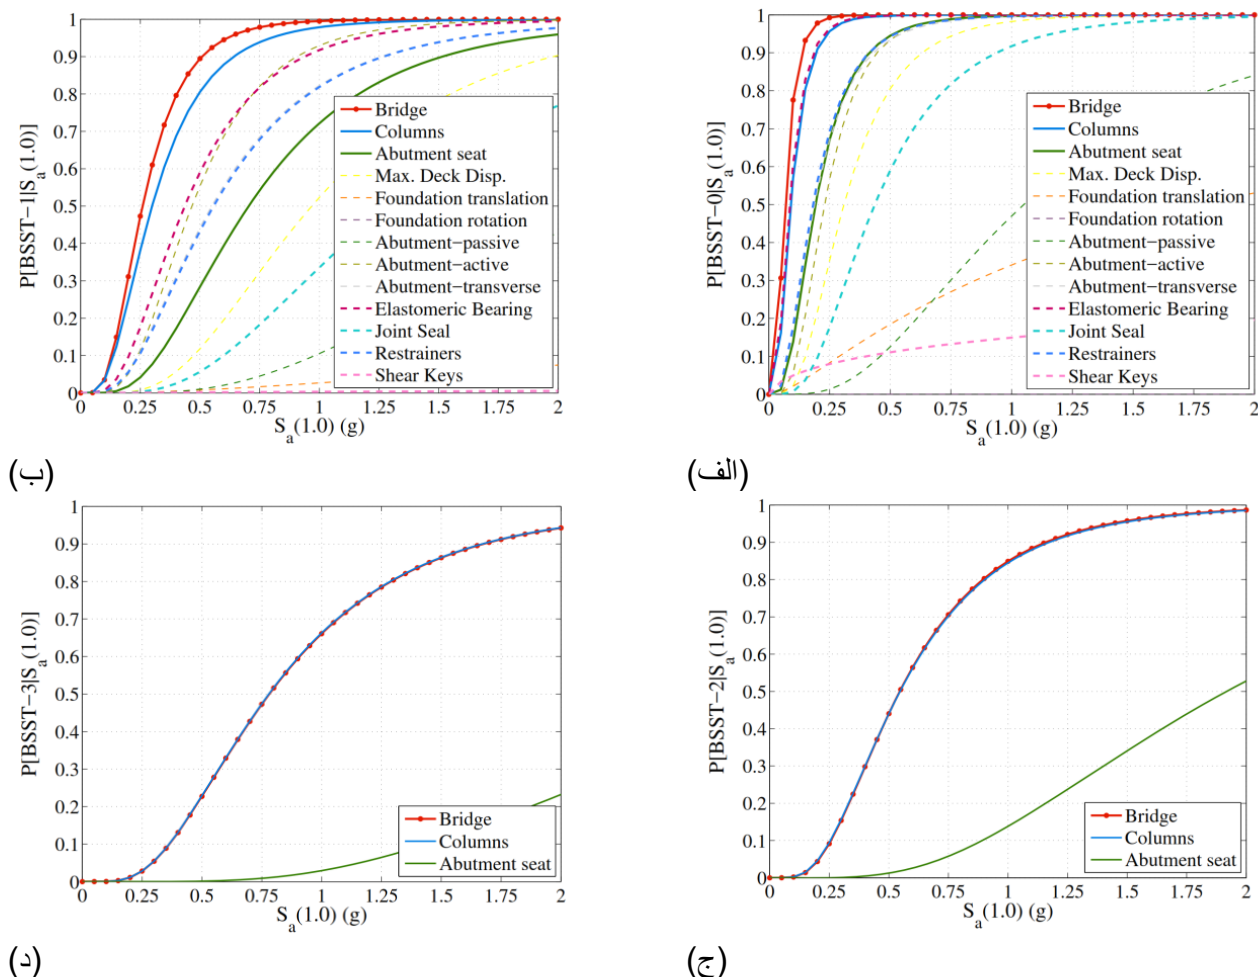 P[BSST−1|Sa(1.0)]
1
0.9
0.8
0.7
0.6
0.5
0.4
0.3
0.2
0.1
0
0 0.25 0.5 0.75 1 1.25 1.5 1.75 2
Sa(1.0) (g)
Bridge
Columns
Abutment seat
Max. Deck Disp.
Foundation translation
Foundation rotation
Abutment−passive
Abutment−active
Abutment−transverse
Elastomeric Bearing
Joint Seal
Restrainers
Shear Keys
(ب)
P[BSST−0|Sa(1.0)]
1
0.9
0.8
0.7
0.6
0.5
0.4
0.3
0.2
0.1
0
0 0.25 0.5 0.75 1 1.25 1.5 1.75 2
Sa(1.0) (g)
Bridge
Columns
Abutment seat
Max. Deck Disp.
Foundation translation
Foundation rotation
Abutment−passive
Abutment−active
Abutment−transverse
Elastomeric Bearing
Joint Seal
Restrainers
Shear Keys
(الف)
P[BSST−3|Sa(1.0)]
1
0.9
0.8
0.7
0.6
0.5
0.4
0.3
0.2
0.1
0
0 0.25 0.5 0.75 1 1.25 1.5 1.75 2
Sa(1.0) (g)
Bridge
Columns
Abutment seat
(د)
P[BSST−2|Sa(1.0)]
1
0.9
0.8
0.7
0.6
0.5
0.4
0.3
0.2
0.1
0
0 0.25 0.5 0.75 1 1.25 1.5 1.75 2
Sa(1.0) (g)
Bridge
Columns
Abutment seat
(ج)